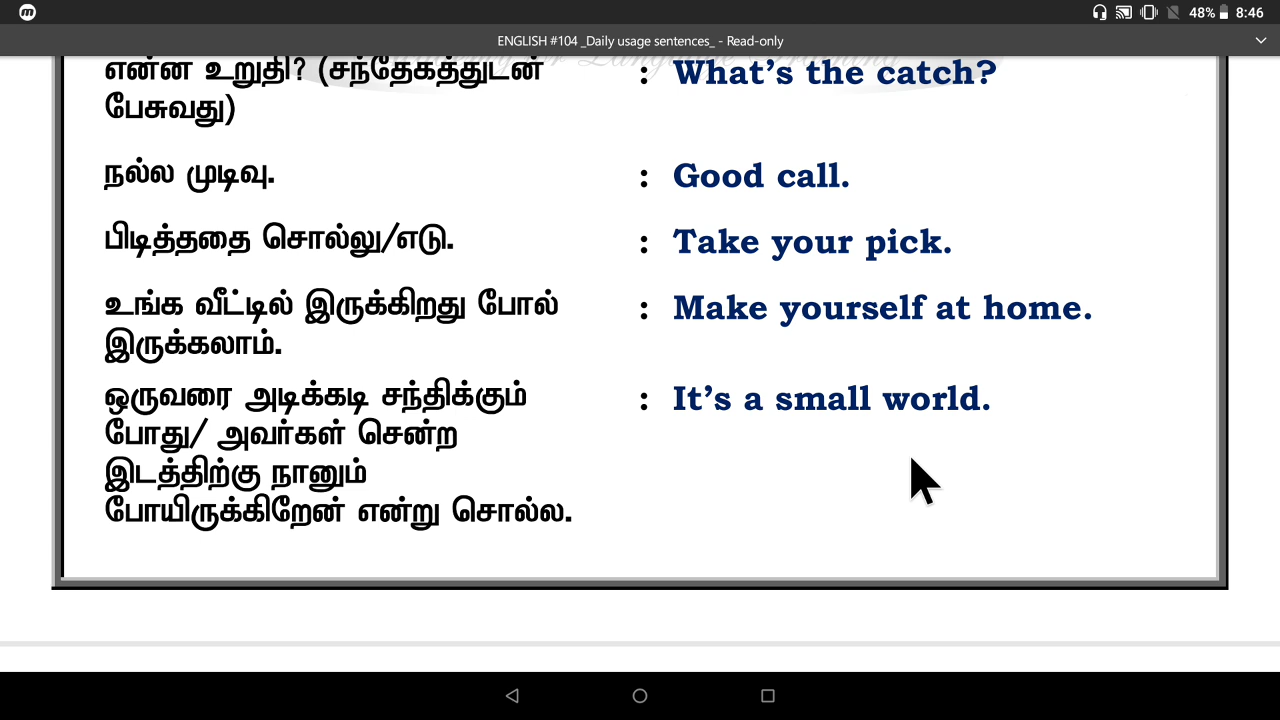 48% 8:46
ENGLISH #104 _Daily usage sentences_ - Read-only
என்ன உறுதி? (சந்தேகத்துடன் : What's the catch?
பேசுவது)
நல்ல முடிவு. : Good call.
பிடித்ததை சொல்லு/எடு. : Take your pick.
உங்க வீட்டில் இருக்கிறது போல் : Make yourself at home.
இருக்கலாம்.
ஒருவரை அடிக்கடி சந்திக்கும் : It's a small world.
போது/ அவர்கள் சென்ற
இடத்திற்கு நானும்
போயிருக்கிறேன் என்று சொல்ல.